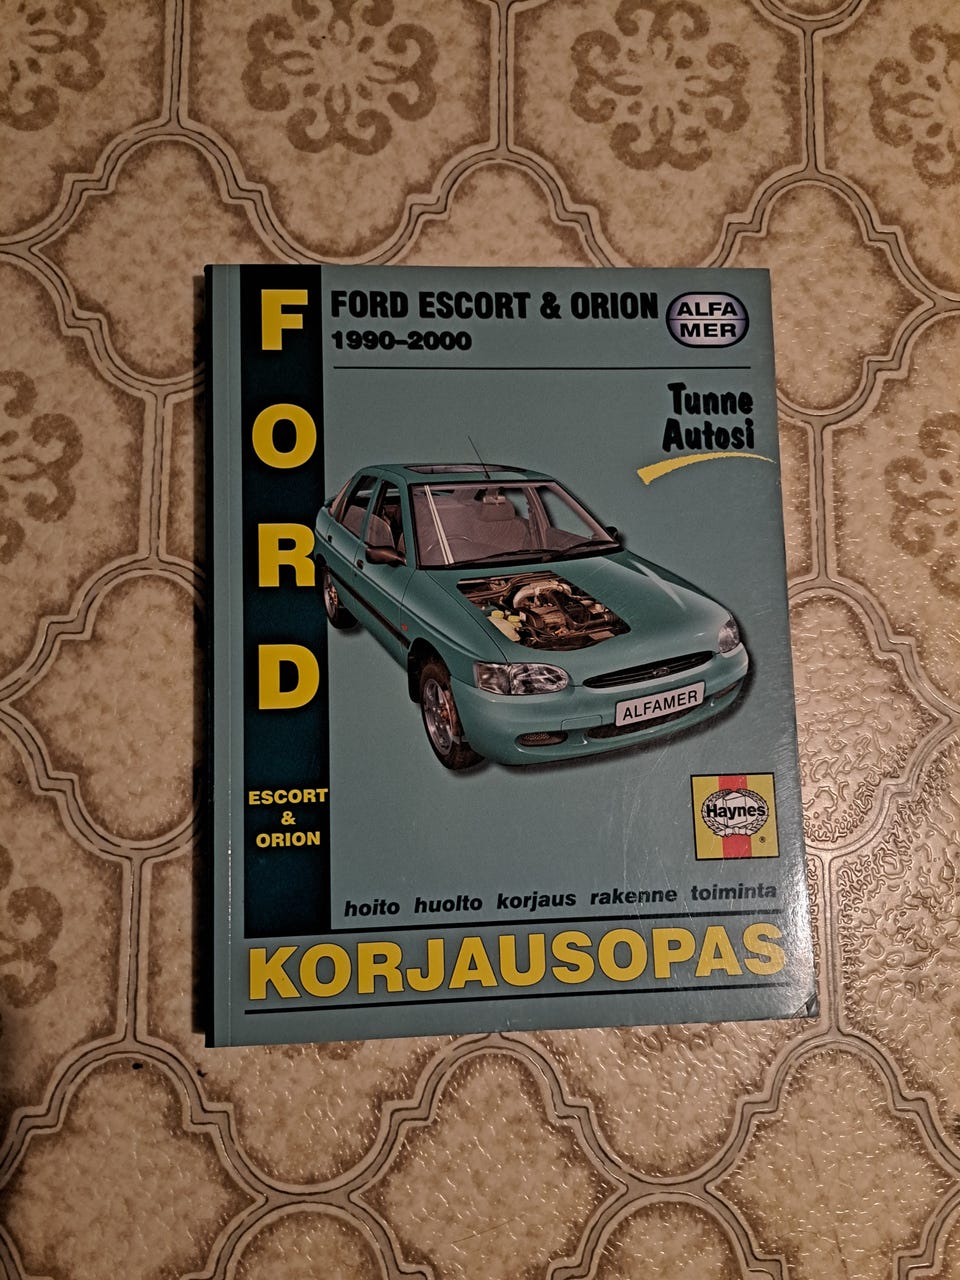 FORD
ESCORT
&
ORION
FORD ESCORT & ORION
1990–2000
ALFA
MER
Tunne
Autosi
ALFAMER
Haynes
®
hoito huolto korjaus rakenne toiminta
KORJAUSOPAS